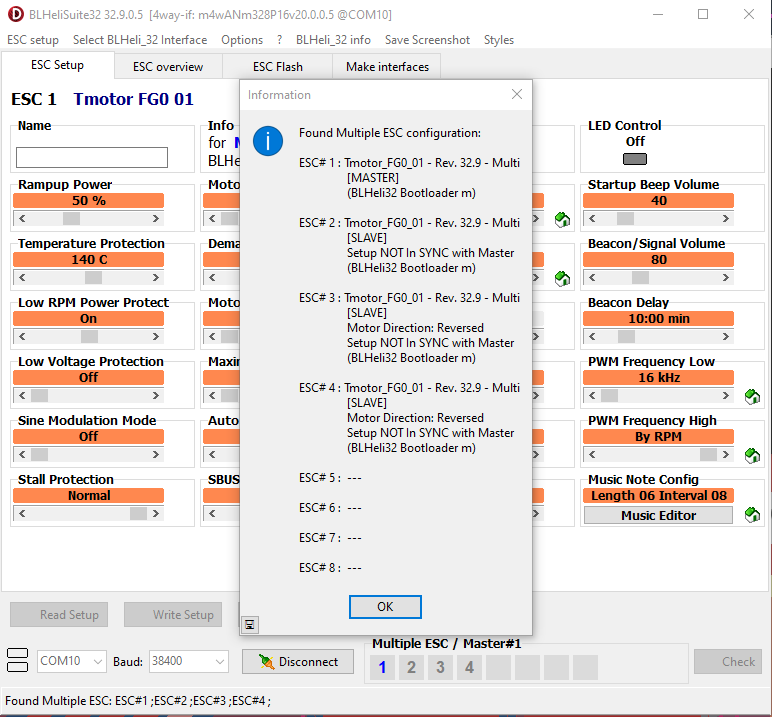 BLHeliSuite32 32.9.0.5 [4way-if: m4wANm328P16v20.0.0.5 @COM10]
ESC setup Select BLHeli_32 Interface Options ? BLHeli_32 info Save Screenshot Styles
ESC Setup ESC overview ESC Flash Make interfaces
ESC 1 Tmotor FG0 01
Name
Info
for
BLHe
LED Control
Off
Rampup Power
50 %
Temperature Protection
140 C
Low RPM Power Protect
On
Low Voltage Protection
Off
Sine Modulation Mode
Off
Stall Protection
Normal
Moto
Dema
Moto
Maxi
Auto
SBUS
Information
Found Multiple ESC configuration:
ESC# 1 : Tmotor_FG0_01 - Rev. 32.9 - Multi
[MASTER]
(BLHeli32 Bootloader m)
ESC# 2 : Tmotor_FG0_01 - Rev. 32.9 - Multi
[SLAVE]
Setup NOT In SYNC with Master
(BLHeli32 Bootloader m)
ESC# 3 : Tmotor_FG0_01 - Rev. 32.9 - Multi
[SLAVE]
Motor Direction: Reversed
Setup NOT In SYNC with Master
(BLHeli32 Bootloader m)
ESC# 4 : Tmotor_FG0_01 - Rev. 32.9 - Multi
[SLAVE]
Motor Direction: Reversed
Setup NOT In SYNC with Master
(BLHeli32 Bootloader m)
ESC# 5 : ---
ESC# 6 : ---
ESC# 7 : ---
ESC# 8 : ---
OK
Startup Beep Volume
40
Beacon/Signal Volume
80
Beacon Delay
10:00 min
PWM Frequency Low
16 kHz
PWM Frequency High
By RPM
Music Note Config
Length 06 Interval 08
Music Editor
Read Setup Write Setup
COM10 Baud: 38400 Disconnect
Multiple ESC / Master#1
1 2 3 4
Check
Found Multiple ESC: ESC#1 ;ESC#2 ;ESC#3 ;ESC#4 ;